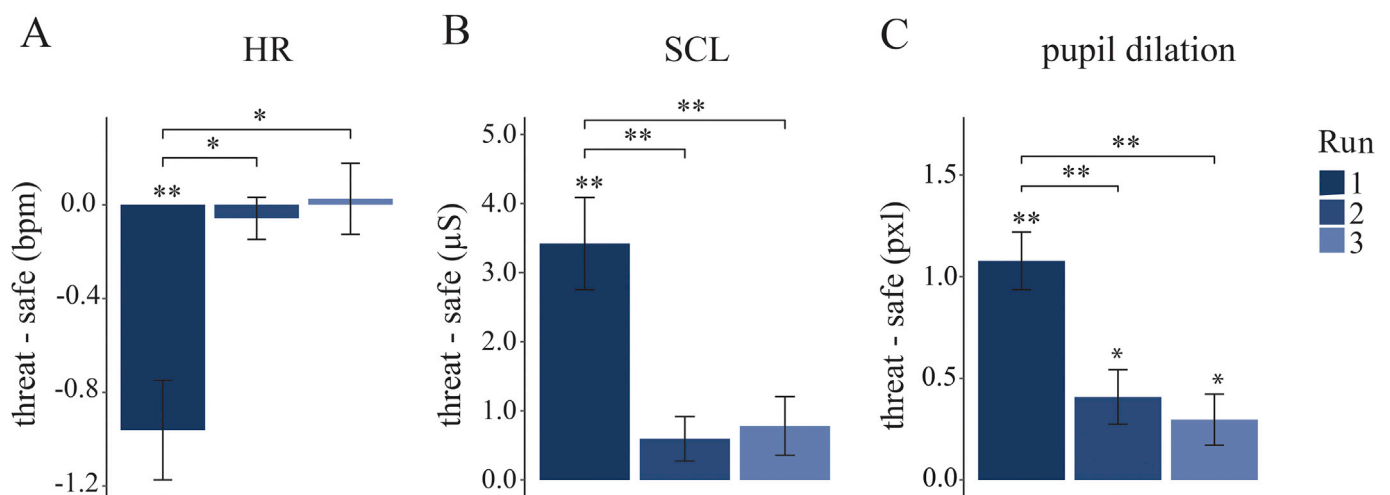 A
HR
threat - safe (bpm)
0.0
-0.4
-0.8
-1.2
**
*
*
B
SCL
threat - safe (µS)
5.0
4.0
3.0
2.0
1.0
0.0
**
**
**
C
pupil dilation
threat - safe (pxl)
1.5
1.0
0.5
0.0
**
**
**
*
*
Run
1
2
3